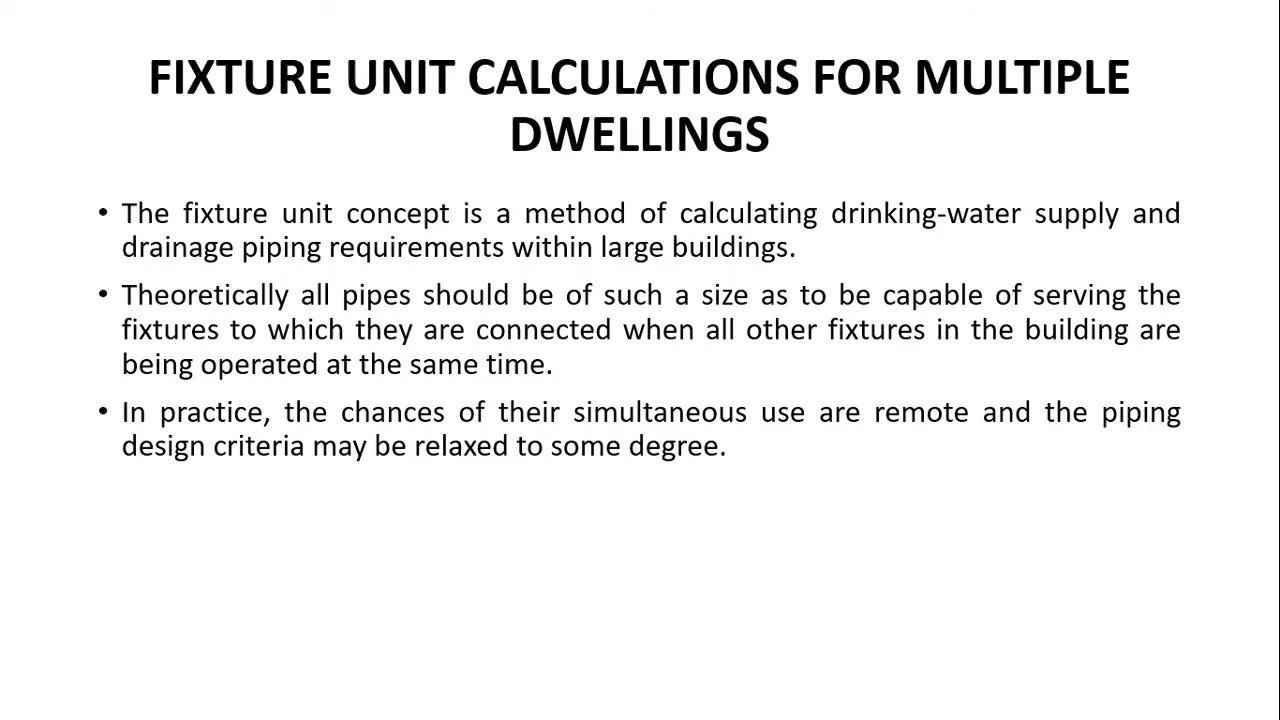 FIXTURE UNIT CALCULATIONS FOR MULTIPLE
DWELLINGS
• The fixture unit concept is a method of calculating drinking-water supply and
drainage piping requirements within large buildings.
• Theoretically all pipes should be of such a size as to be capable of serving the
fixtures to which they are connected when all other fixtures in the building are
being operated at the same time.
• In practice, the chances of their simultaneous use are remote and the piping
design criteria may be relaxed to some degree.